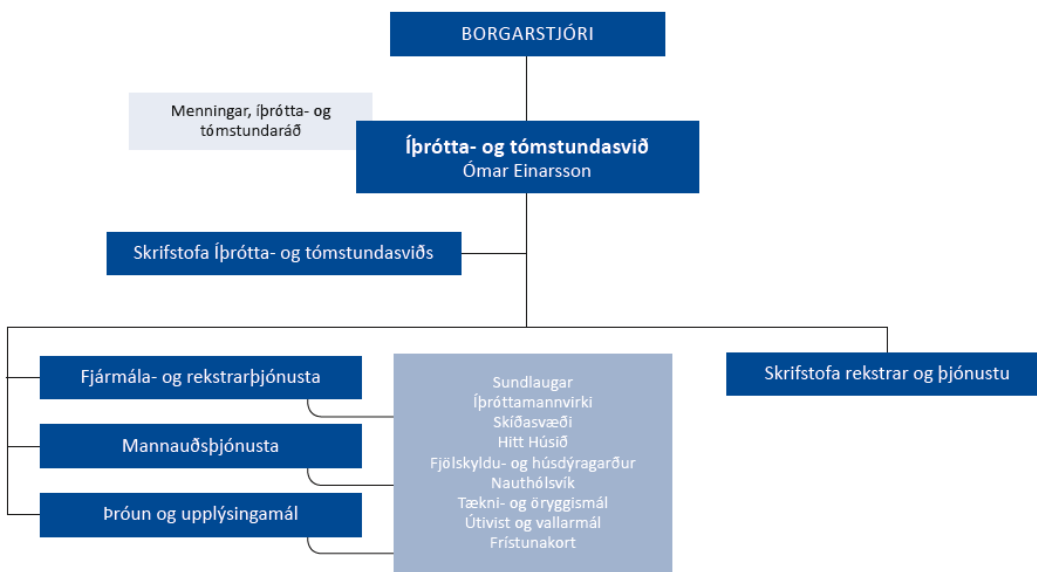 BORGARSTJÓRI
Menningar, íþrótta- og
tómstundaráð
Íþrótta- og tómstundasvið
Ómar Einarsson
Skrifstofa Íþrótta- og tómstundasviðs
Fjármála- og rekstrarþjónusta
Mannauðsþjónusta
Þróun og upplýsingamál
Sundlaugar
Íþróttamannvirki
Skíðasvæði
Hitt Húsið
Fjölskyldu- og húsdýragarður
Nauthólsvík
Tækni- og öryggismál
Útivist og vallarmál
Frístunakort
Skrifstofa rekstrar og þjónustu